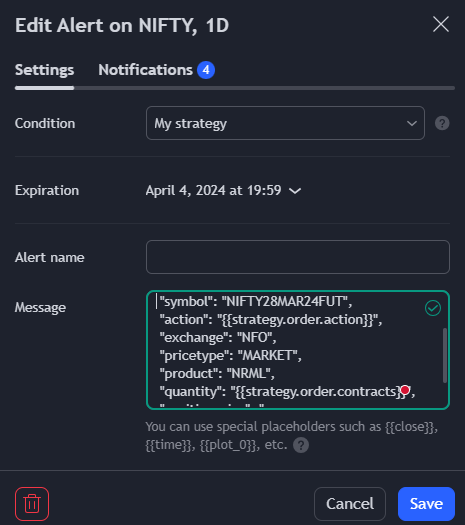 Edit Alert on NIFTY, 1D
Settings
Notifications 4
Condition
My strategy
?
Expiration
April 4, 2024 at 19:59
Alert name
Message
"symbol": "NIFTY28MAR24FUT",
"action": "{{strategy.order.action}}",
"exchange": "NFO",
"pricetype": "MARKET",
"product": "NRML",
"quantity": "{{strategy.order.contracts}}",
You can use special placeholders such as {{close}},
{{time}}, {{plot_0}}, etc. ?
Cancel
Save